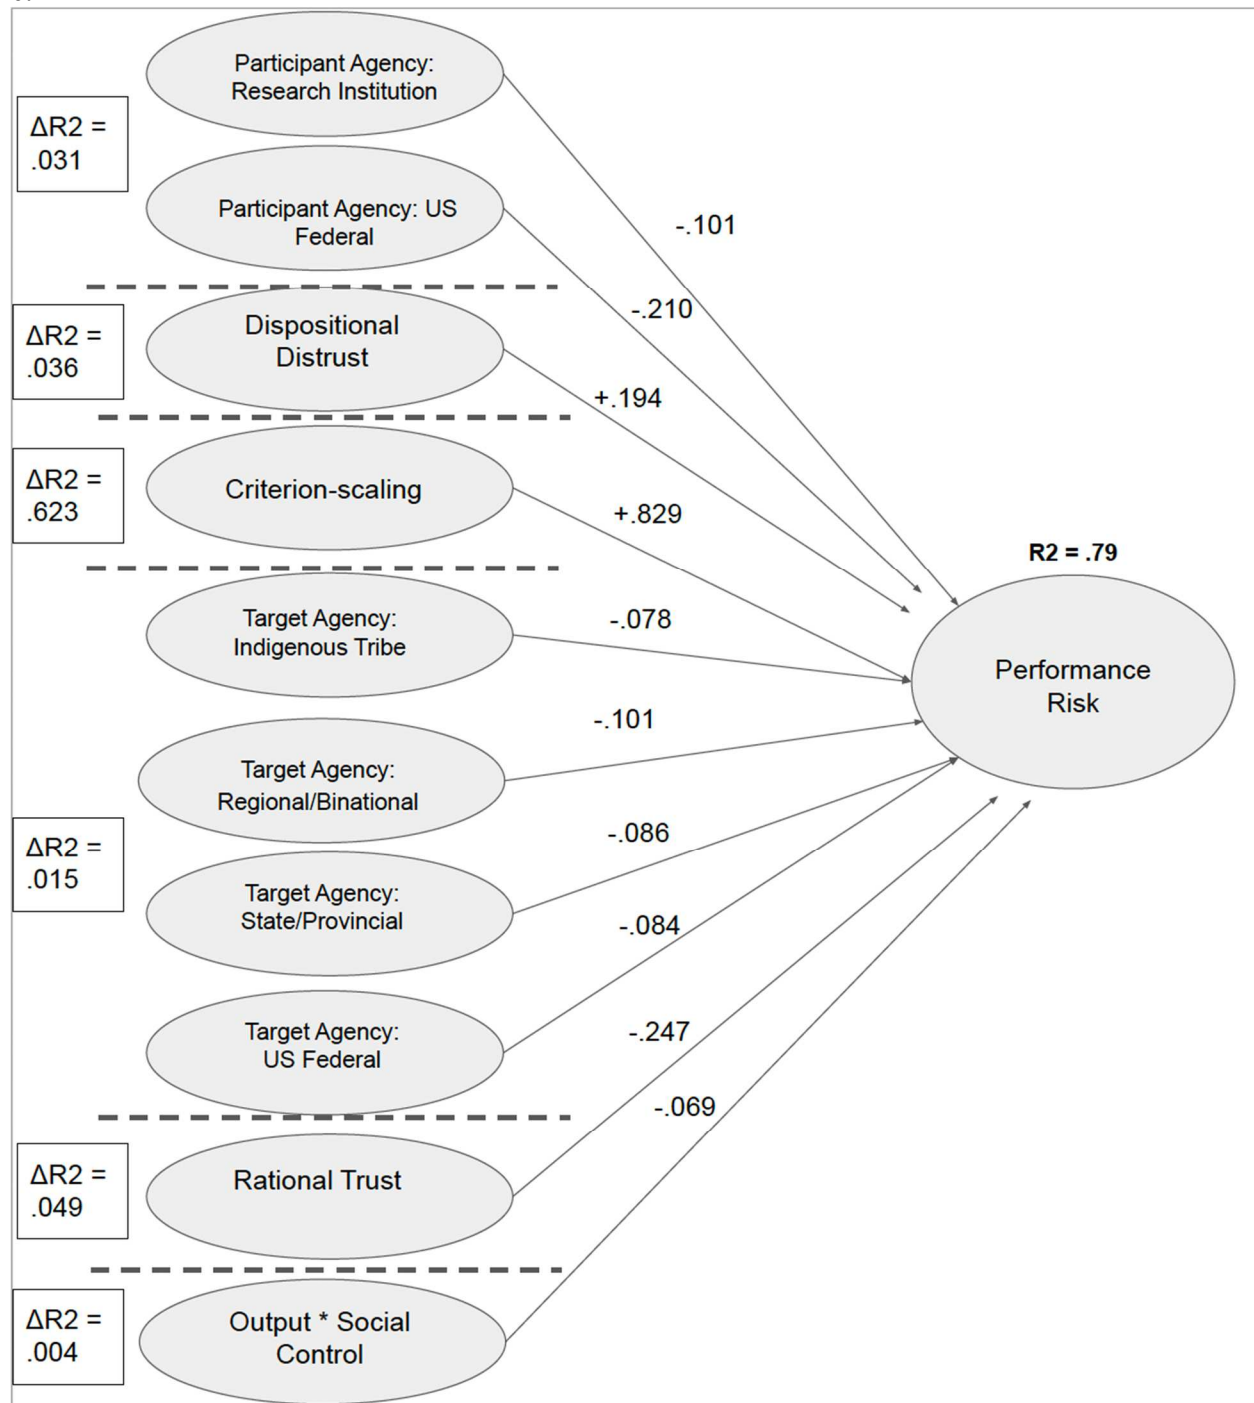 Participant Agency:
Research Institution
ΔR2 =
.031
Participant Agency: US
Federal
-.101
-.210
ΔR2 =
.036
Dispositional
Distrust
+.194
ΔR2 =
.623
Criterion-scaling
+.829
R2 = .79
Target Agency:
Indigenous Tribe
-.078
Performance
Risk
-.101
Target Agency:
Regional/Binational
ΔR2 =
.015
-.086
Target Agency:
State/Provincial
-.084
Target Agency:
US Federal
-.247
-.069
ΔR2 =
.049
Rational Trust
ΔR2 =
.004
Output * Social
Control